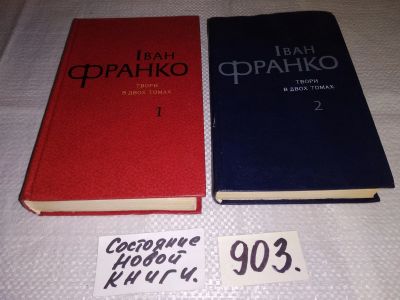 Іван
ФРАНКО
ТВОРИ
В ДВОХ ТОМАХ
1
Іван
ФРАНКО
ТВОРИ
В ДВОХ ТОМАХ
2
Состояние
новой
книги.
903.